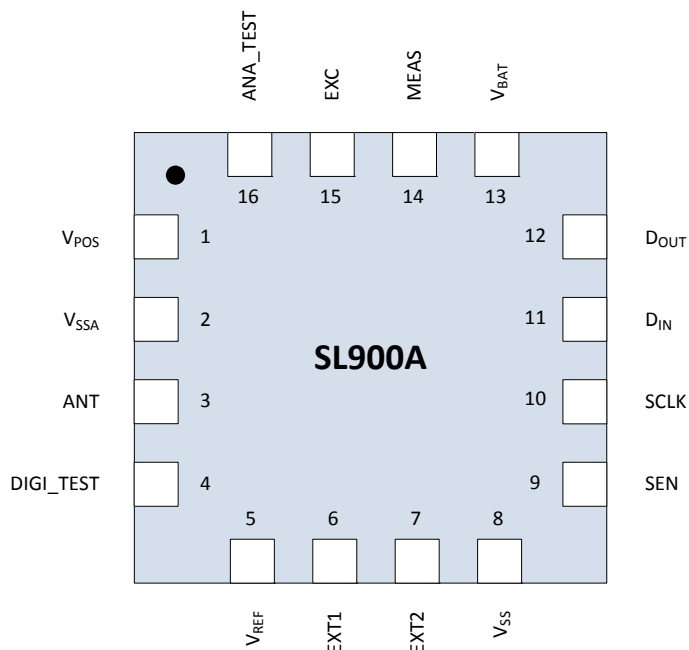 ANA_TEST EXC MEAS VBAT
16 15 14 13
VPOS 1 12 DOUT
VSSA 2 11 DIN
SL900A
ANT 3 10 SCLK
DIGI_TEST 4 9 SEN
5 6 7 8
VREF EXT1 EXT2 VSS